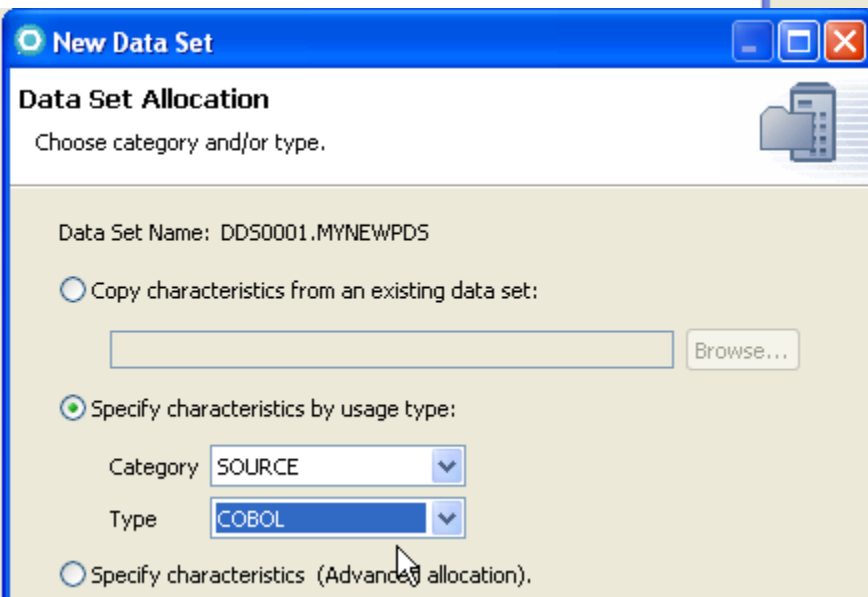 New Data Set
Data Set Allocation
Choose category and/or type.
Data Set Name: DDS0001.MYNEWPDS
Copy characteristics from an existing data set:
Browse...
Specify characteristics by usage type:
Category SOURCE
Type COBOL
Specify characteristics (Advanced allocation).